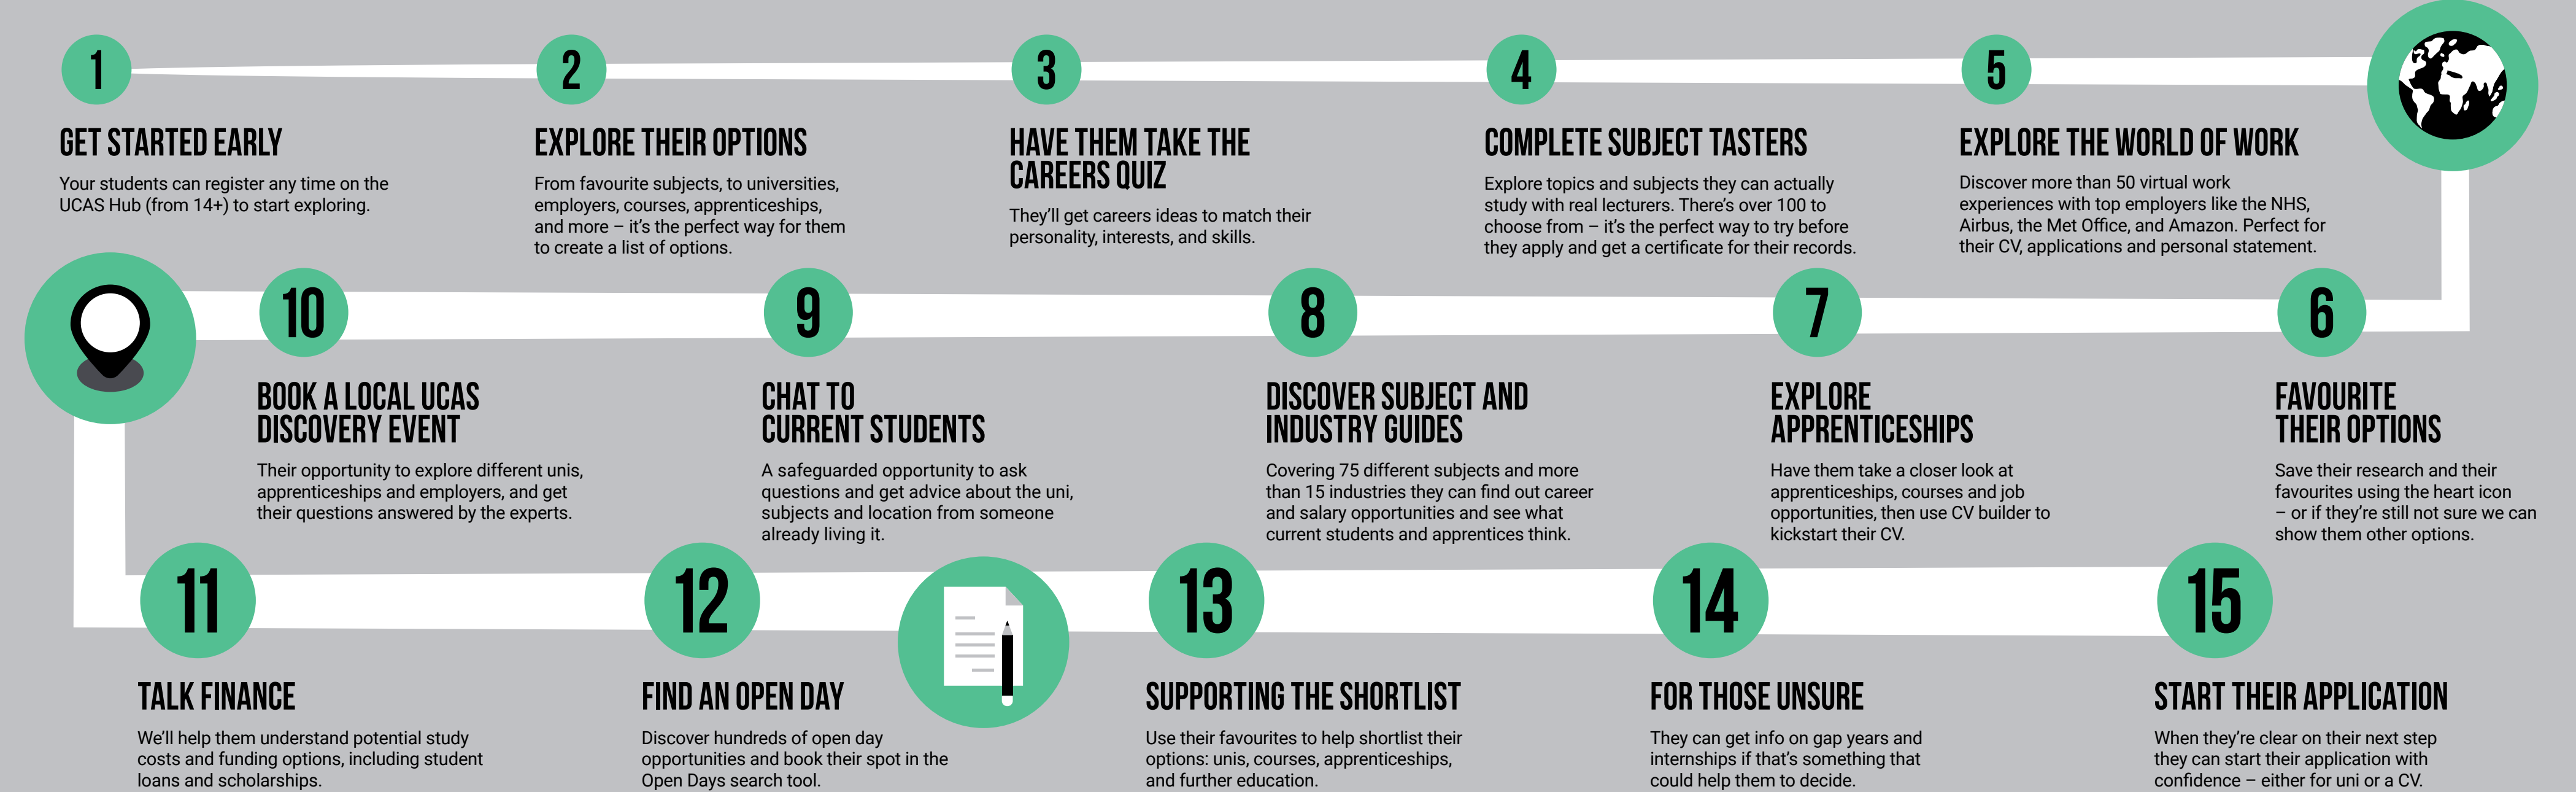 1
GET STARTED EARLY
Your students can register any time on the
UCAS Hub (from 14+) to start exploring.
2
EXPLORE THEIR OPTIONS
From favourite subjects, to universities,
employers, courses, apprenticeships,
and more – it's the perfect way for them
to create a list of options.
3
HAVE THEM TAKE THE
CAREERS QUIZ
They'll get careers ideas to match their
personality, interests, and skills.
4
COMPLETE SUBJECT TASTERS
Explore topics and subjects they can actually
study with real lecturers. There's over 100 to
choose from – it's the perfect way to try before
they apply and get a certificate for their records.
5
EXPLORE THE WORLD OF WORK
Discover more than 50 virtual work
experiences with top employers like the NHS,
Airbus, the Met Office, and Amazon. Perfect for
their CV, applications and personal statement.
6
FAVOURITE
THEIR OPTIONS
Save their research and their
favourites using the heart icon
– or if they're still not sure we can
show them other options.
7
EXPLORE
APPRENTICESHIPS
Have them take a closer look at
apprenticeships, courses and job
opportunities, then use CV builder to
kickstart their CV.
8
DISCOVER SUBJECT AND
INDUSTRY GUIDES
Covering 75 different subjects and more
than 15 industries they can find out career
and salary opportunities and see what
current students and apprentices think.
9
CHAT TO
CURRENT STUDENTS
A safeguarded opportunity to ask
questions and get advice about the uni,
subjects and location from someone
already living it.
10
BOOK A LOCAL UCAS
DISCOVERY EVENT
Their opportunity to explore different unis,
apprenticeships and employers, and get
their questions answered by the experts.
11
TALK FINANCE
We'll help them understand potential study
costs and funding options, including student
loans and scholarships.
12
FIND AN OPEN DAY
Discover hundreds of open day
opportunities and book their spot in the
Open Days search tool.
13
SUPPORTING THE SHORTLIST
Use their favourites to help shortlist their
options: unis, courses, apprenticeships,
and further education.
14
FOR THOSE UNSURE
They can get info on gap years and
internships if that's something that
could help them to decide.
15
START THEIR APPLICATION
When they're clear on their next step
they can start their application with
confidence – either for uni or a CV.